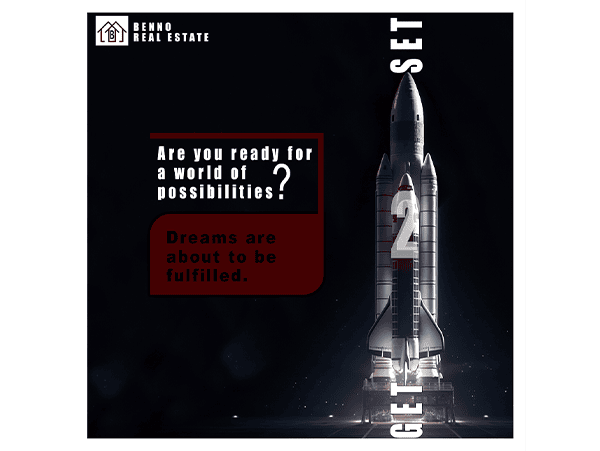 BENNO
REAL ESTATE
B
Are you ready for
a world of
possibilities?
Dreams are
about to be
fulfilled.
SET
2
GET